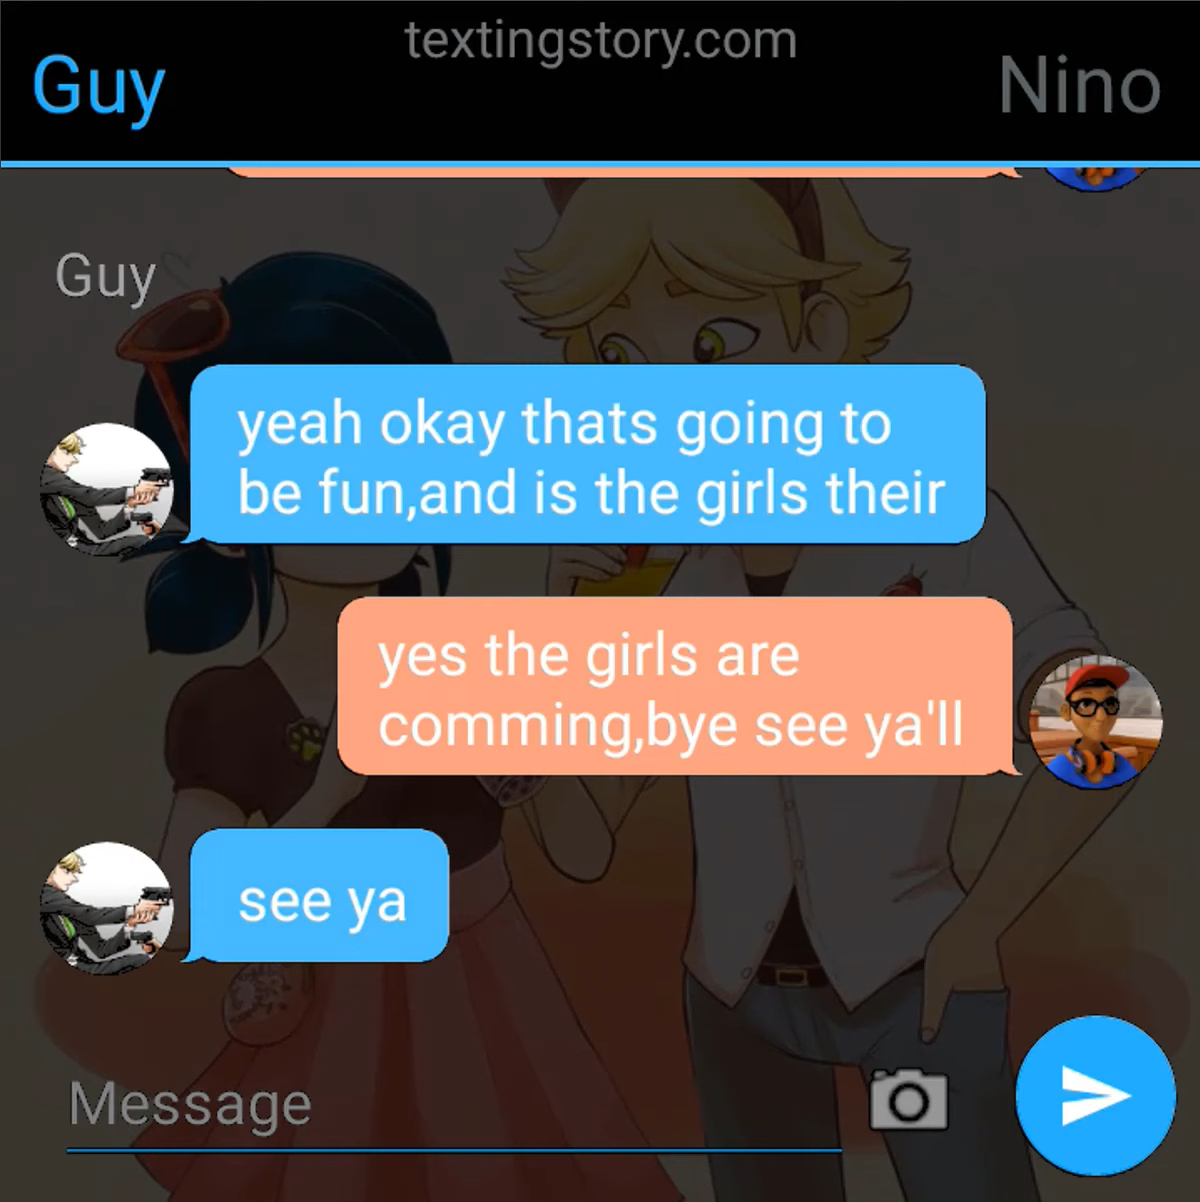 textingstory.com
Guy
Nino
Guy
yeah okay thats going to
be fun,and is the girls their
yes the girls are
comming,bye see ya'll
see ya
Message